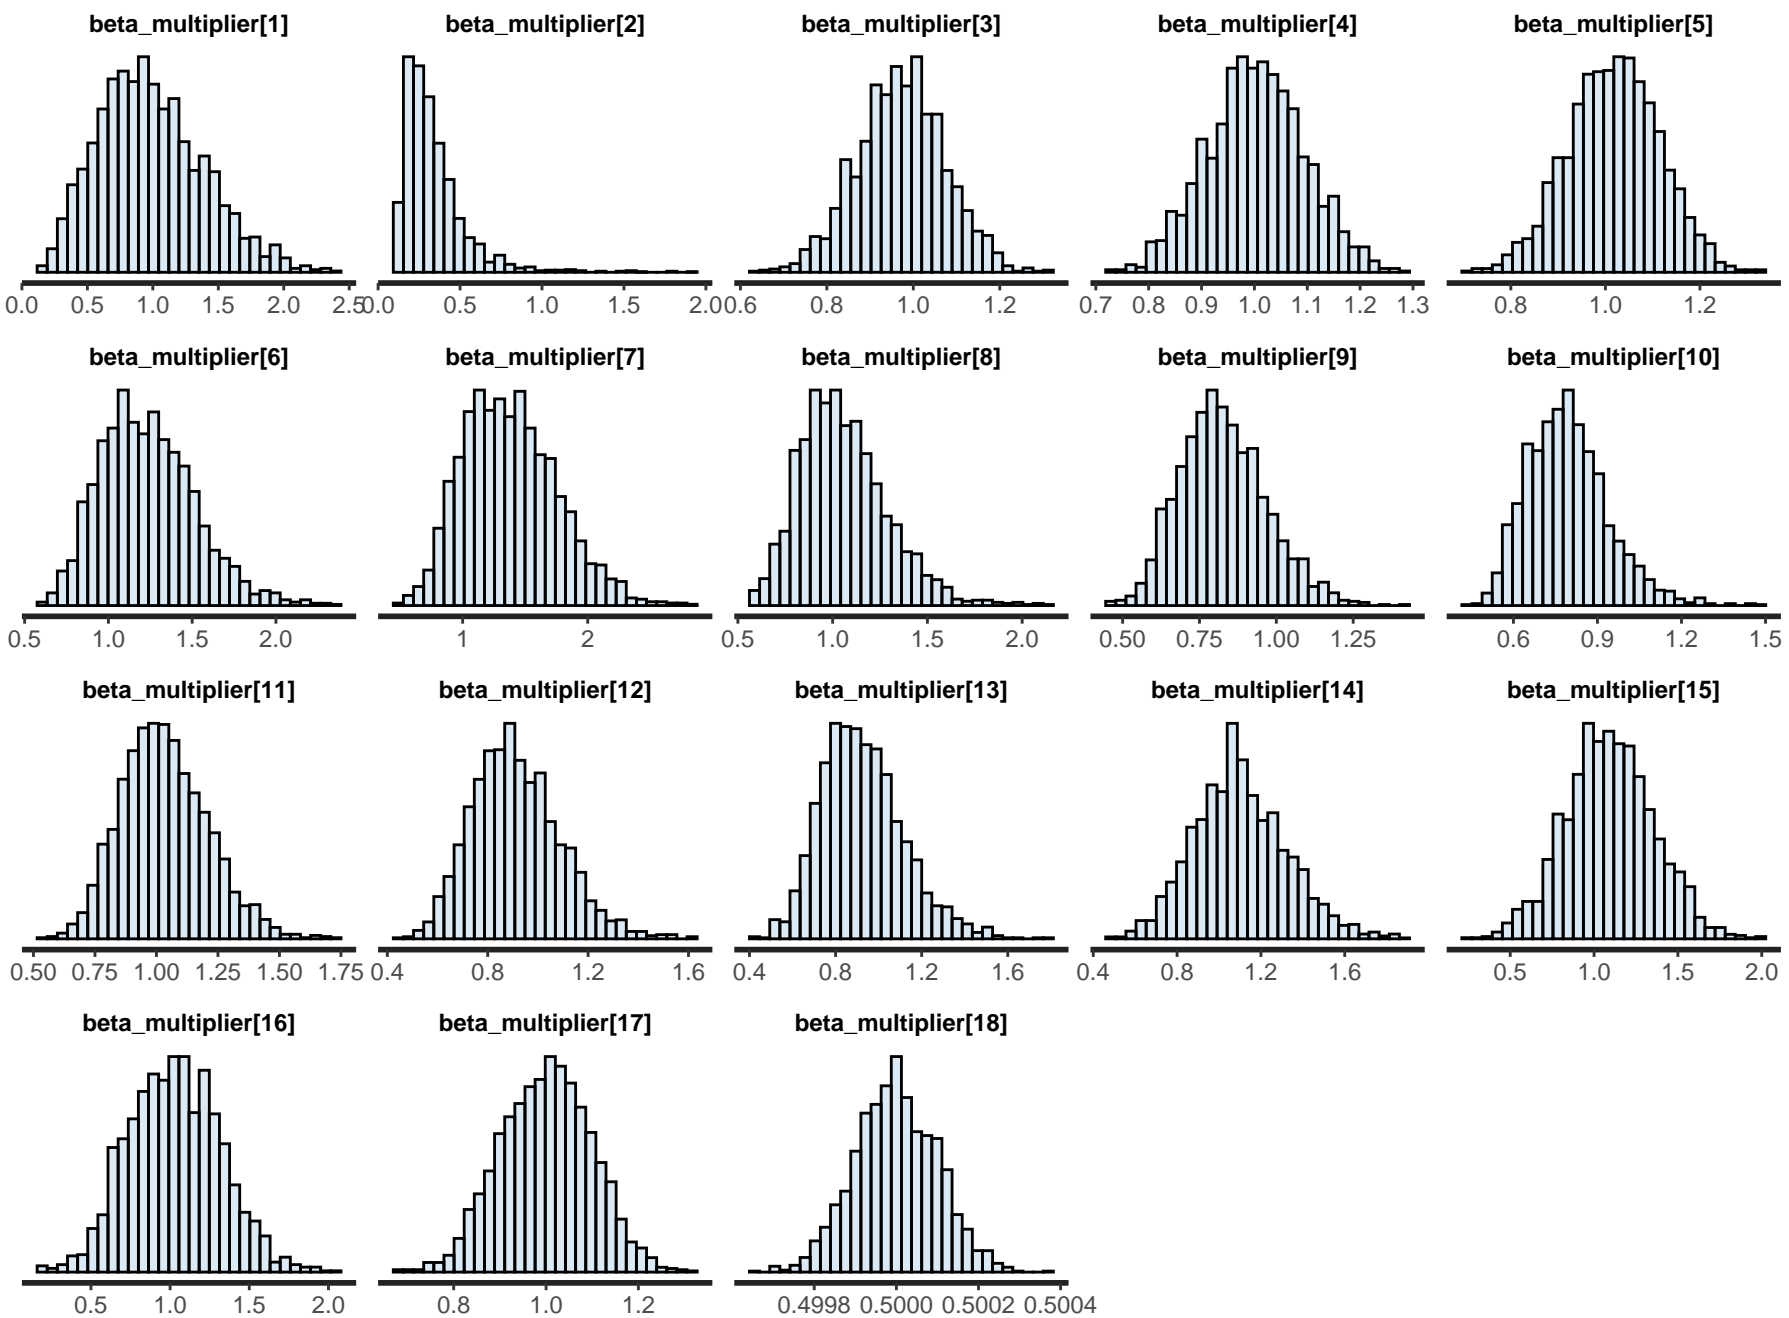 beta_multiplier[1] beta_multiplier[2] beta_multiplier[3] beta_multiplier[4] beta_multiplier[5]
0.0 0.5 1.0 1.5 2.0 2.5 0.0 0.5 1.0 1.5 2.0 0.6 0.8 1.0 1.2 0.7 0.8 0.9 1.0 1.1 1.2 1.3 0.8 1.0 1.2
beta_multiplier[6] beta_multiplier[7] beta_multiplier[8] beta_multiplier[9] beta_multiplier[10]
0.5 1.0 1.5 2.0 1 2 0.5 1.0 1.5 2.0 0.50 0.75 1.00 1.25 0.6 0.9 1.2 1.5
beta_multiplier[11] beta_multiplier[12] beta_multiplier[13] beta_multiplier[14] beta_multiplier[15]
0.50 0.75 1.00 1.25 1.50 1.75 0.4 0.8 1.2 1.6 0.4 0.8 1.2 1.6 0.4 0.8 1.2 1.6 0.5 1.0 1.5 2.0
beta_multiplier[16] beta_multiplier[17] beta_multiplier[18]
0.5 1.0 1.5 2.0 0.8 1.0 1.2 0.4998 0.5000 0.5002 0.5004